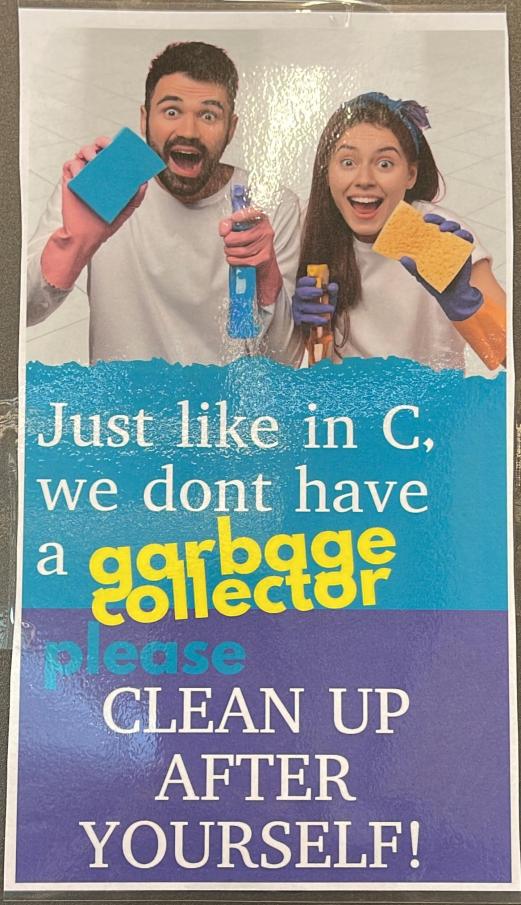 Just like in C,
we dont have
a garbage
collector
please
CLEAN UP
AFTER
YOURSELF!